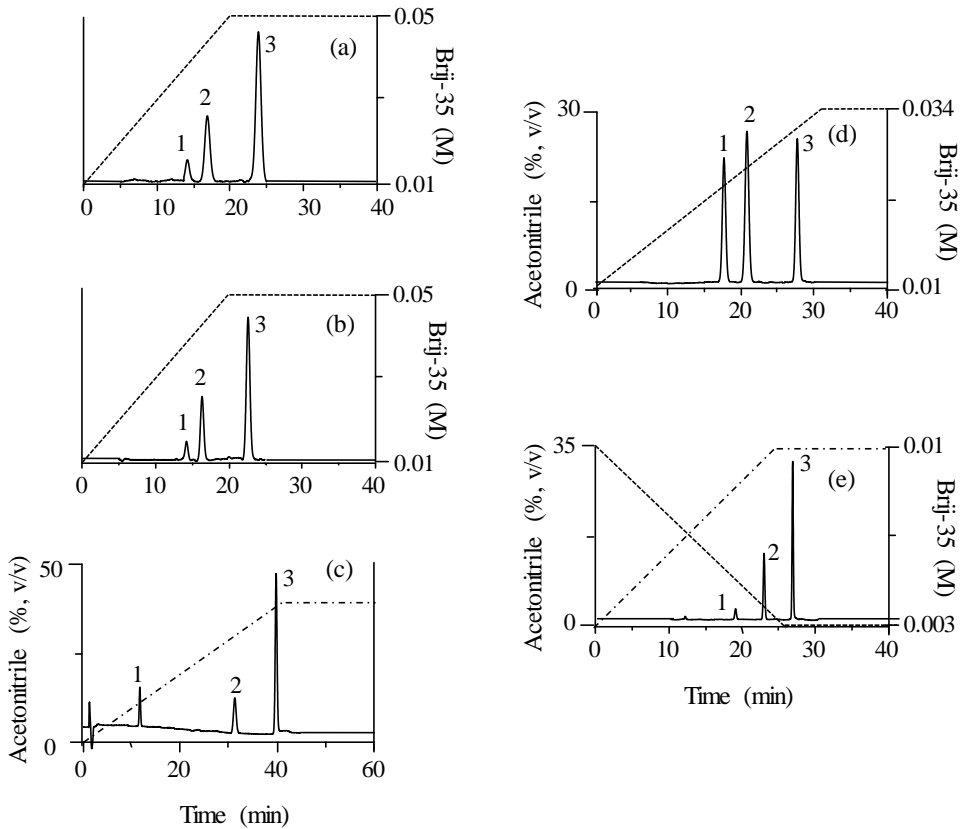 0.05
(a)
3
2
1
Brij-35 (M)
0.01
0 10 20 30 40
0.05
(b)
3
2
1
Brij-35 (M)
0.01
0 10 20 30 40
50
(c)
3
1
2
Acetonitrile (%, v/v)
0
0 20 40 60
Time (min)
30
0.034
(d)
1
2
3
Acetonitrile (%, v/v)
Brij-35 (M)
0
0.01
0 10 20 30 40
35
0.01
(e)
3
2
1
Acetonitrile (%, v/v)
Brij-35 (M)
0
0.003
0 10 20 30 40
Time (min)